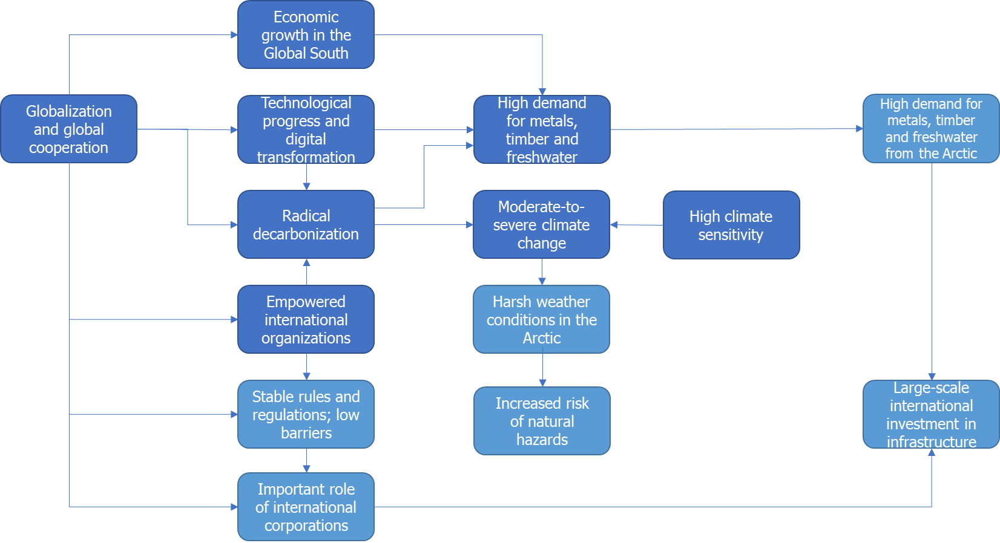 Economic
growth in the
Global South
Globalization
and global
cooperation
Technological
progress and
digital
transformation
High demand
for metals,
timber and
freshwater
High demand for
metals, timber
and freshwater
from the Arctic
Radical
decarbonization
Moderate-to-
severe climate
change
High climate
sensitivity
Empowered
international
organizations
Harsh weather
conditions in the
Arctic
Stable rules and
regulations; low
barriers
Increased risk
of natural
hazards
Large-scale
international
investment in
infrastructure
Important role
of international
corporations